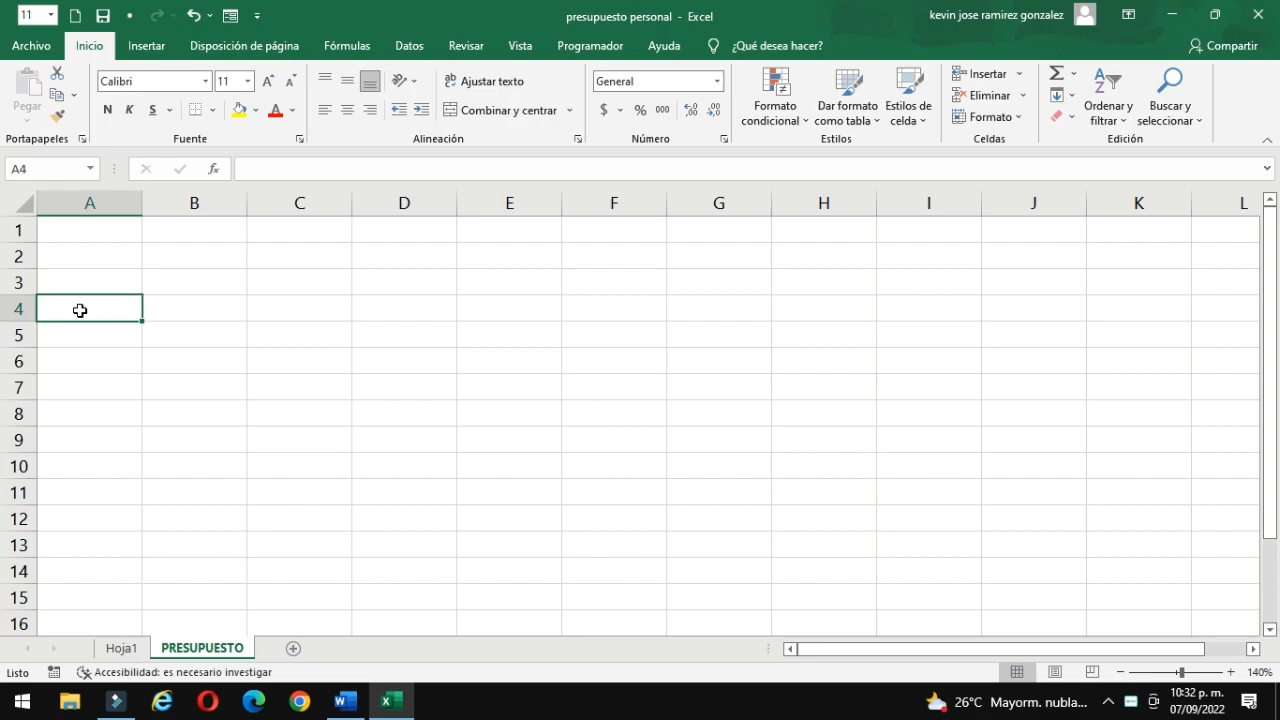 11
presupuesto personal - Excel
kevin jose ramirez gonzalez
Archivo Inicio Insertar Disposición de página Fórmulas Datos Revisar Vista Programador Ayuda ¿Qué desea hacer? Compartir
Pegar
Portapapeles
Calibri 11
N K S
Fuente
Ajustar texto
Combinar y centrar
Alineación
General
$ % 000
Número
Formato condicional
Dar formato como tabla
Estilos de celda
Estilos
Insertar
Eliminar
Formato
Celdas
Ordenar y filtrar
Buscar y seleccionar
Edición
A4 fx
A B C D E F G H I J K L
1
2
3
4
5
6
7
8
9
10
11
12
13
14
15
16
Hoja1 PRESUPUESTO
Listo Accesibilidad: es necesario investigar 140%
26°C Mayorm. nubla... 10:32 p. m.
07/09/2022